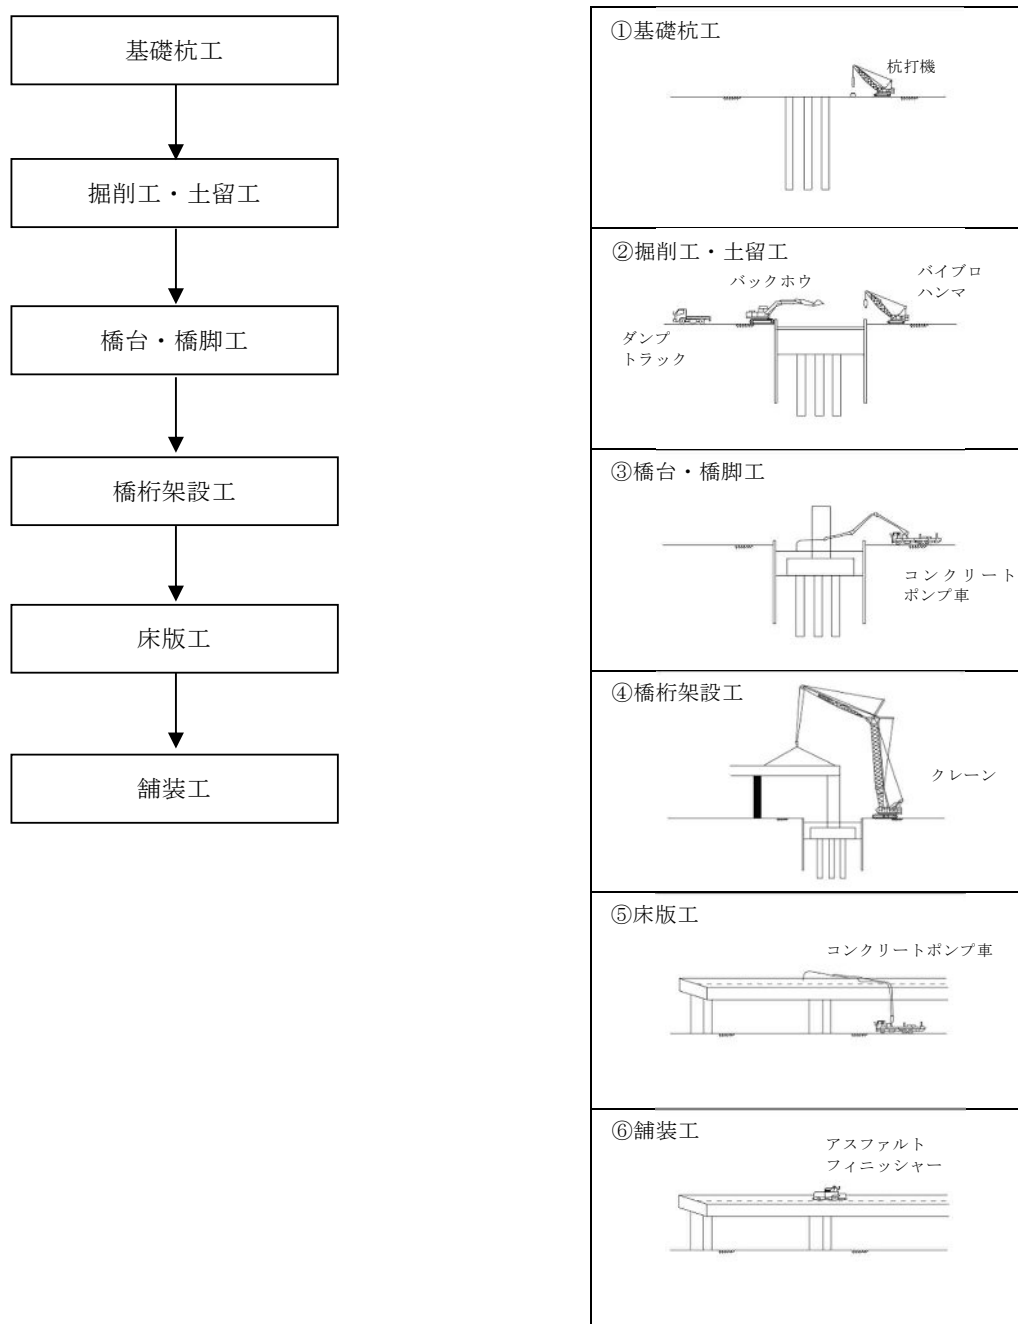 基礎杭工
掘削工・土留工
橋台・橋脚工
橋桁架設工
床版工
舗装工
①基礎杭工
杭打機
②掘削工・土留工
バックホウ
バイブロ
ハンマ
ダンプ
トラック
③橋台・橋脚工
コンクリート
ポンプ車
④橋桁架設工
クレーン
⑤床版工
コンクリートポンプ車
⑥舗装工
アスファルト
フィニッシャー